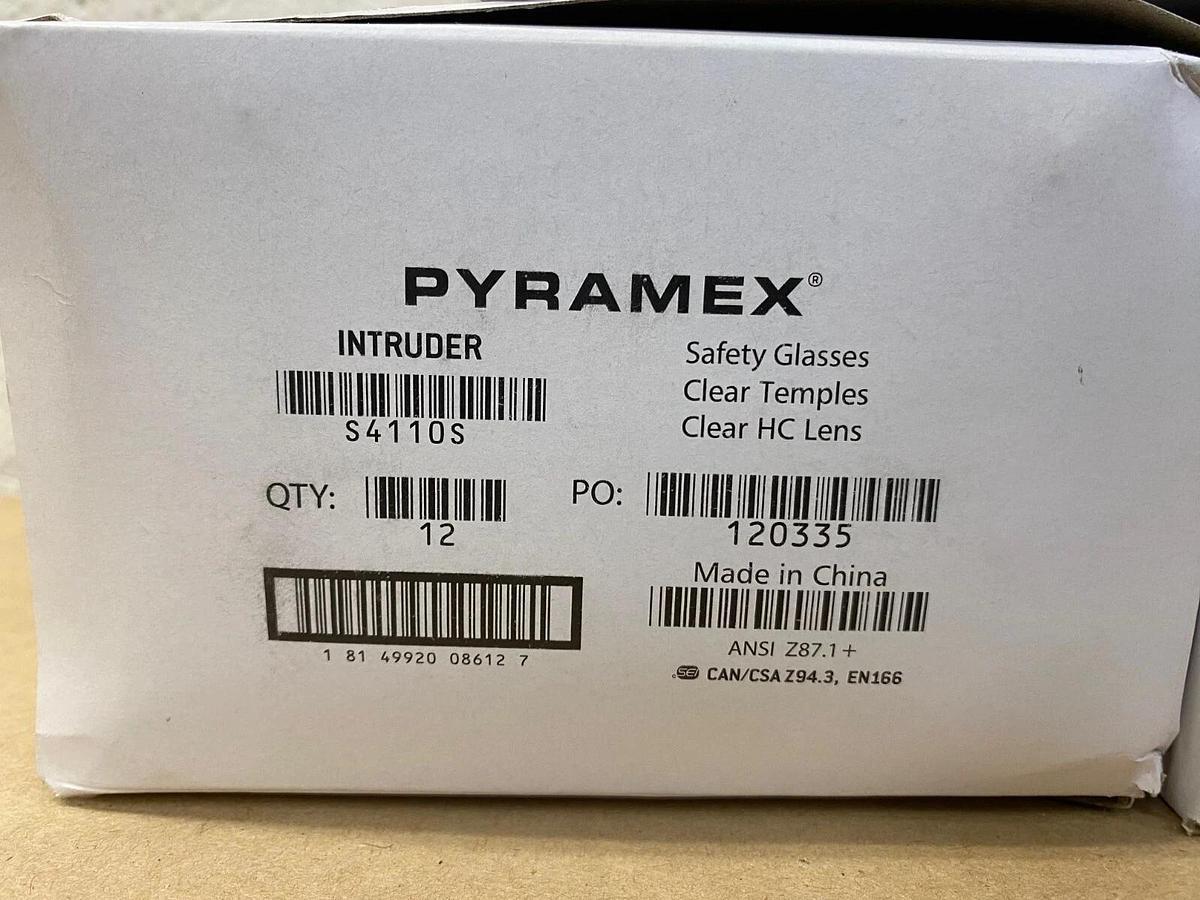 PYRAMEX®
INTRUDER
S4110S
Safety Glasses
Clear Temples
Clear HC Lens
QTY:
12
PO:
120335
Made in China
1 81 49920 08612 7
ANSI Z87.1+
SEI CAN/CSA Z94.3, EN166